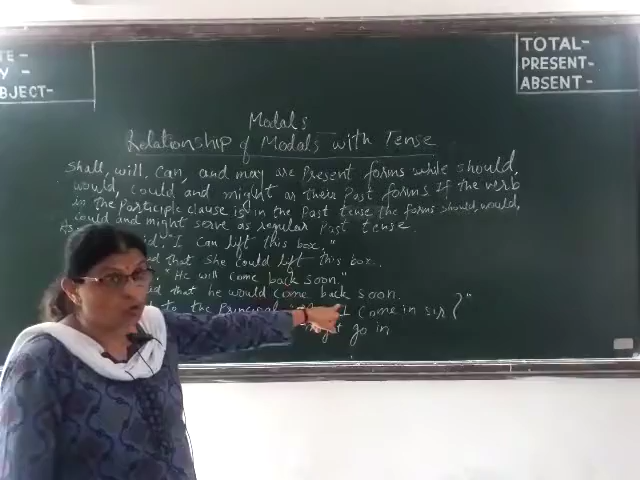 TE-
Y-
BJECT-
TOTAL-
PRESENT-
ABSENT-
Modals
Relationship of Modals with Tense
Shall, will, can, and may are present forms while should,
would, could and might as their past forms If the verb
in the Participle clause is in the past tense the forms should, would,
could and might serve as regular past tense.
"I can lift this box,"
that she could lift this box.
"He will come back soon."
that he would come back soon.
to the Principal come in sir?"
go in